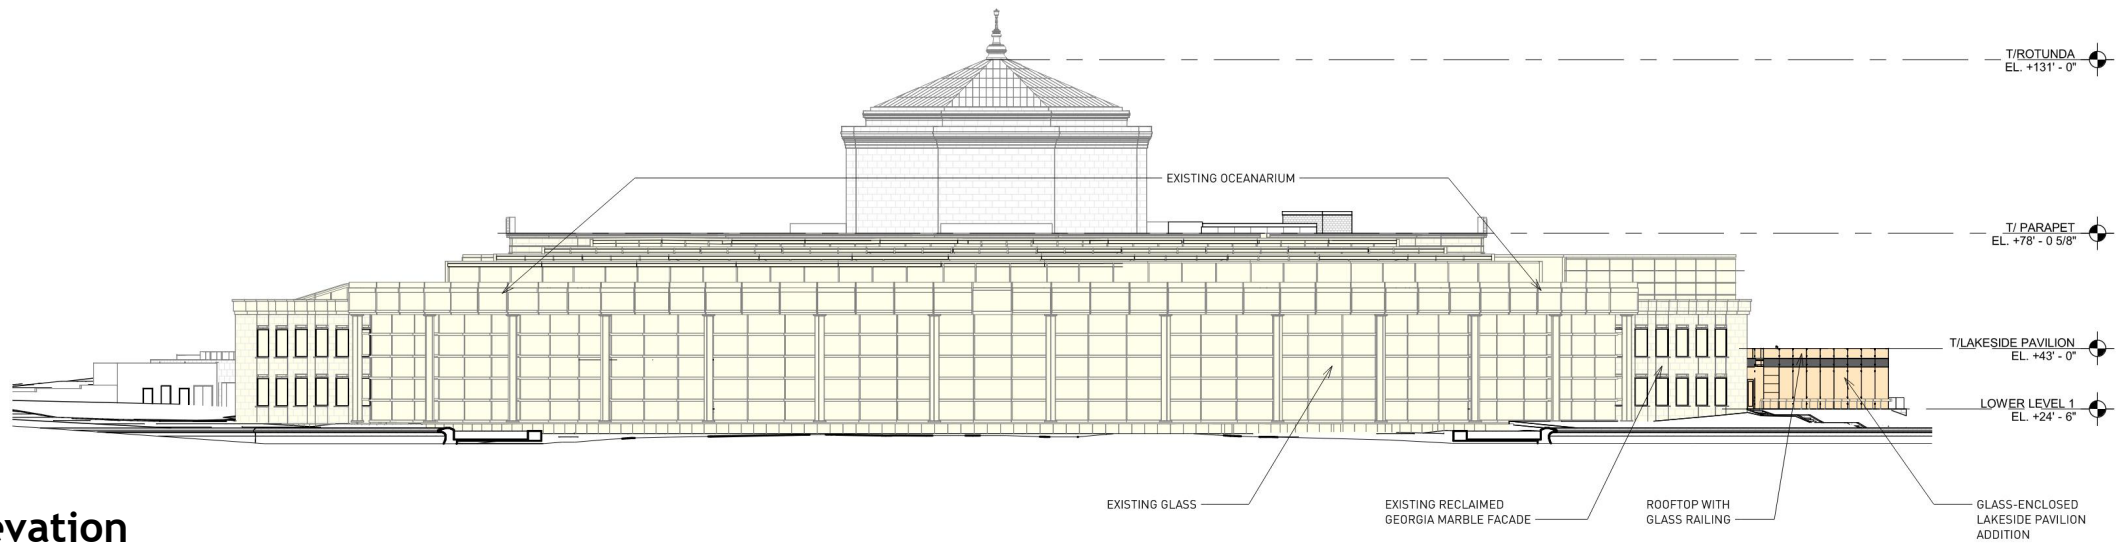 T/ROTUNDA
EL. +131' - 0"
EXISTING OCEANARIUM
T/ PARAPET
EL. +78' - 0 5/8"
T/LAKESIDE PAVILION
EL. +43' - 0"
LOWER LEVEL 1
EL. +24' - 6"
EXISTING GLASS
EXISTING RECLAIMED
GEORGIA MARBLE FACADE
ROOFTOP WITH
GLASS RAILING
GLASS-ENCLOSED
LAKESIDE PAVILION
ADDITION
evation